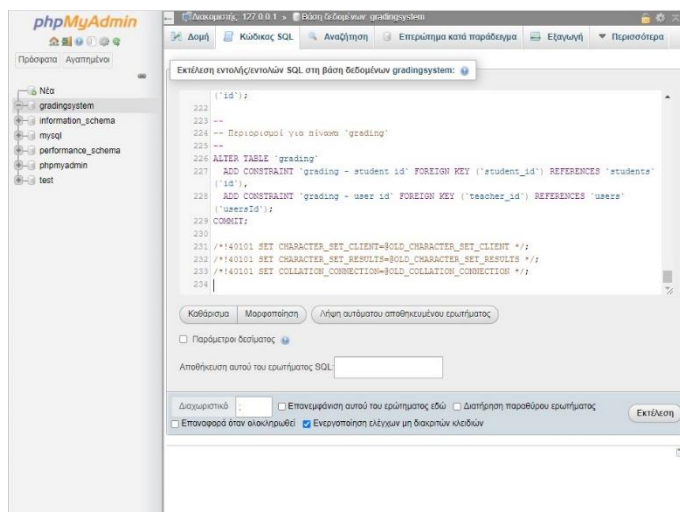 phpMyAdmin
Πρόσφατα Αγαπημένοι
Νέα
gradingsystem
information_schema
mysql
performance_schema
phpmyadmin
test
Διακομιστής: 127.0.0.1 » Βάση δεδομένων: gradingsystem
Δομή Κώδικας SQL Αναζήτηση Επερώτημα κατά παράδειγμα Εξαγωγή Περισσότερα
Εκτέλεση εντολής/εντολών SQL στη βάση δεδομένων gradingsystem:
(`id`);
222
223 --
224 -- Περιορισμοί για πίνακα `grading`
225 --
226 ALTER TABLE `grading`
227 ADD CONSTRAINT `grading - student id` FOREIGN KEY (`student_id`) REFERENCES `students`
(`id`),
228 ADD CONSTRAINT `grading - user id` FOREIGN KEY (`teacher_id`) REFERENCES `users`
(`usersId`);
229 COMMIT;
230
231 /*!40101 SET CHARACTER_SET_CLIENT=@OLD_CHARACTER_SET_CLIENT */;
232 /*!40101 SET CHARACTER_SET_RESULTS=@OLD_CHARACTER_SET_RESULTS */;
233 /*!40101 SET COLLATION_CONNECTION=@OLD_COLLATION_CONNECTION */;
234
Καθάρισμα Μορφοποίηση Λήψη αυτόματου αποθηκευμένου ερωτήματος
Παράμετροι δεσίματος
Αποθήκευση αυτού του ερωτήματος SQL:
Διαχωριστικό ; Επανεμφάνιση αυτού του ερώτηματος εδώ Διατήρηση παραθύρου ερωτήματος
Επαναφορά όταν ολοκληρωθεί Ενεργοποίηση ελέγχων μη διακριτών κλειδιών
Εκτέλεση